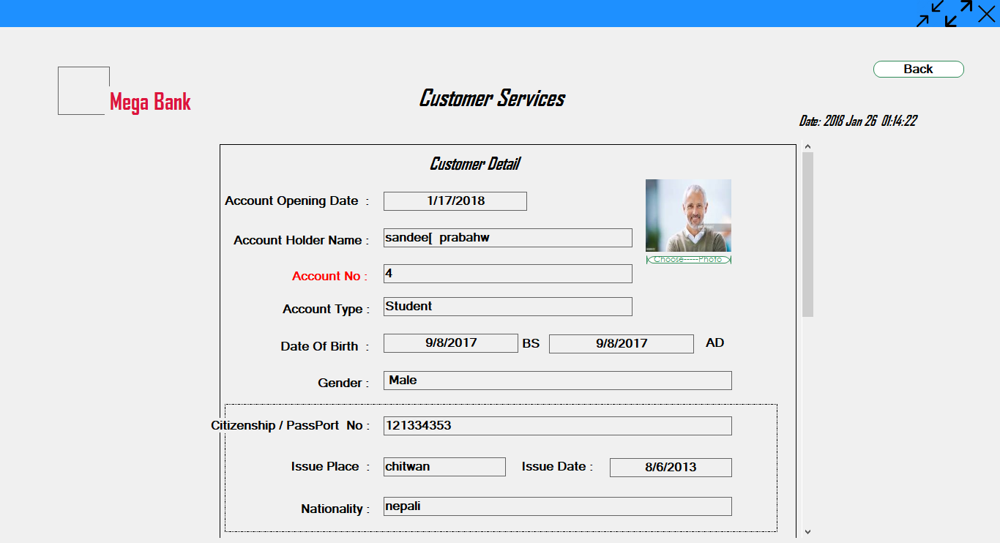 Back
Mega Bank
Customer Services
Date: 2018 Jan 26 01:14:22
Customer Detail
Account Opening Date : 1/17/2018
Account Holder Name : sandee[ prabahw
Choose-----Photo
Account No : 4
Account Type : Student
Date Of Birth : 9/8/2017 BS 9/8/2017 AD
Gender : Male
Citizenship / PassPort No : 121334353
Issue Place : chitwan Issue Date : 8/6/2013
Nationality : nepali